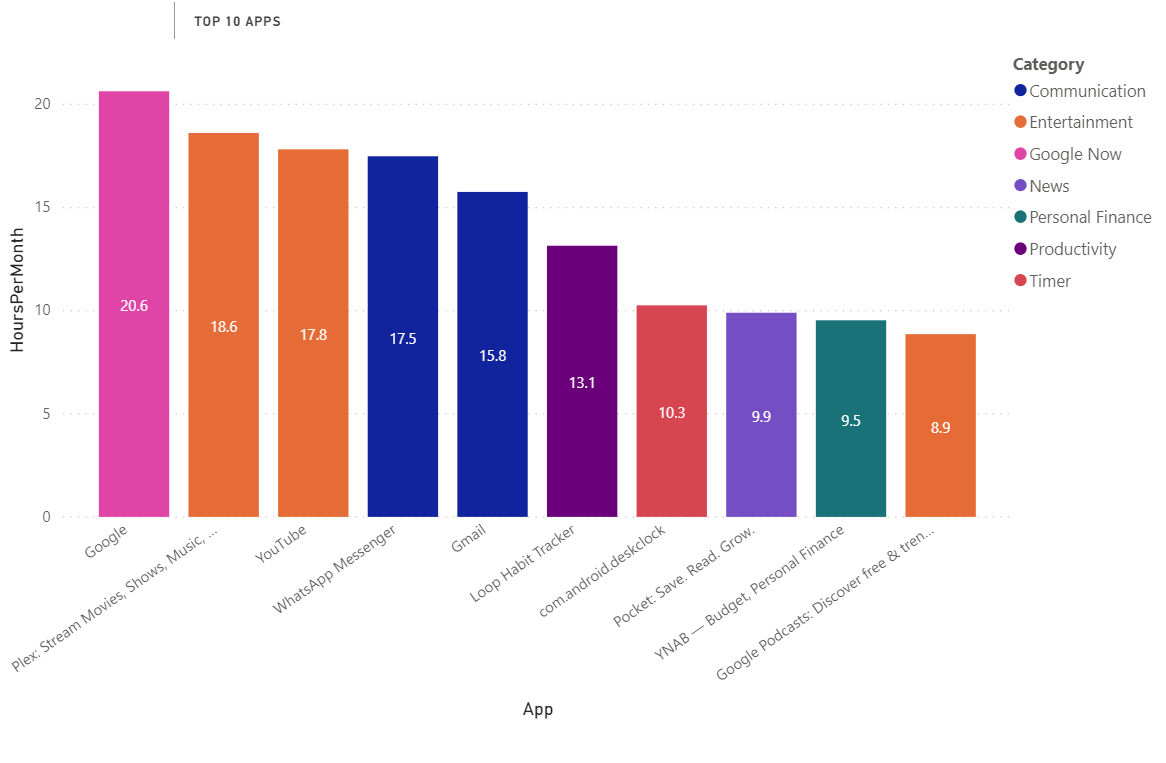 TOP 10 APPS
Category
Communication
Entertainment
Google Now
News
Personal Finance
Productivity
Timer
HoursPerMonth
20
15
10
5
0
20.6
18.6
17.8
17.5
15.8
13.1
10.3
9.9
9.5
8.9
Google
Plex: Stream Movies, Shows, Music, ...
YouTube
WhatsApp Messenger
Gmail
Loop Habit Tracker
com.android.deskclock
Pocket: Save. Read. Grow.
YNAB — Budget, Personal Finance
Google Podcasts: Discover free & tren...
App